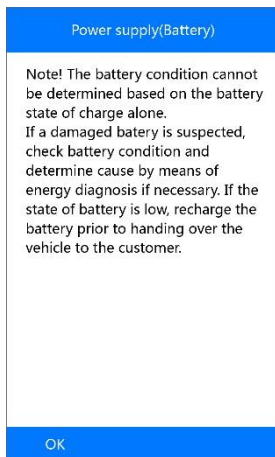 Power supply(Battery)
Note! The battery condition cannot
be determined based on the battery
state of charge alone.
If a damaged batery is suspected,
check battery condition and
determine cause by means of
energy diagnosis if necessary. If the
state of battery is low, recharge the
battery prior to handing over the
vehicle to the customer.
OK